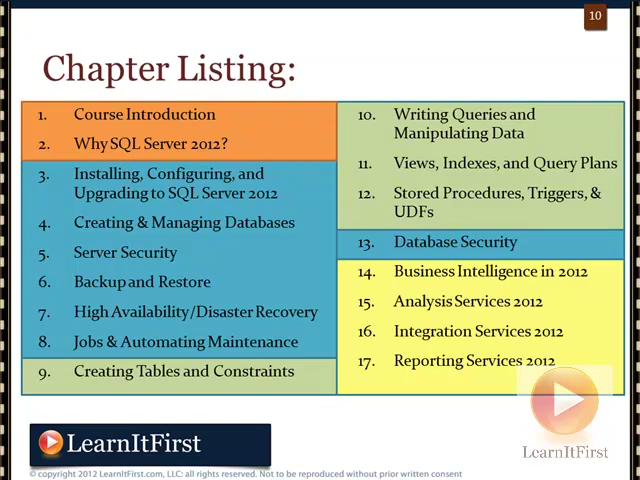 10
Chapter Listing:
1. Course Introduction
2. Why SQL Server 2012?
3. Installing, Configuring, and
Upgrading to SQL Server 2012
4. Creating & Managing Databases
5. Server Security
6. Backup and Restore
7. High Availability/Disaster Recovery
8. Jobs & Automating Maintenance
9. Creating Tables and Constraints
10. Writing Queries and
Manipulating Data
11. Views, Indexes, and Query Plans
12. Stored Procedures, Triggers, &
UDFs
13. Database Security
14. Business Intelligence in 2012
15. Analysis Services 2012
16. Integration Services 2012
17. Reporting Services 2012
LearnItFirst
LearnItFirst
© copyright 2012 LearnItFirst.com, LLC: all rights reserved. Not to be reproduced without prior written consent